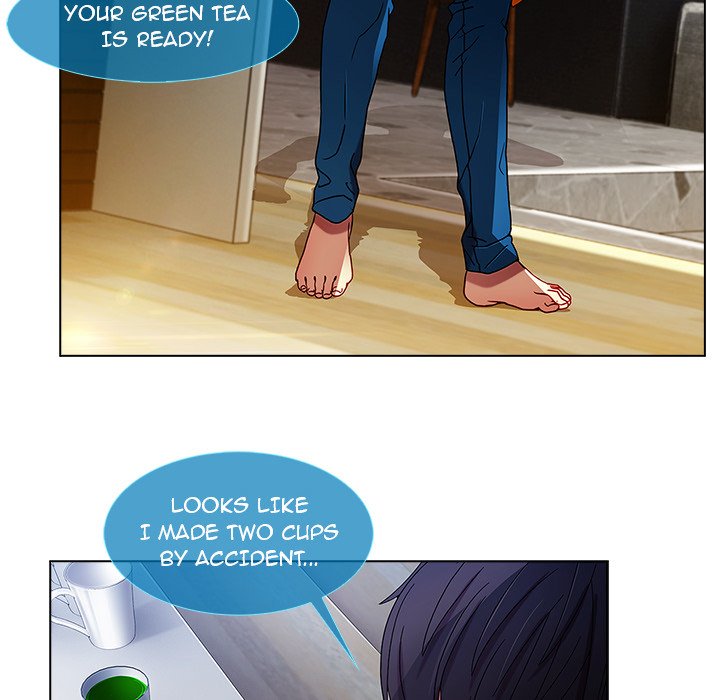 YOUR GREEN TEA
IS READY!
LOOKS LIKE
I MADE TWO CUPS
BY ACCIDENT...